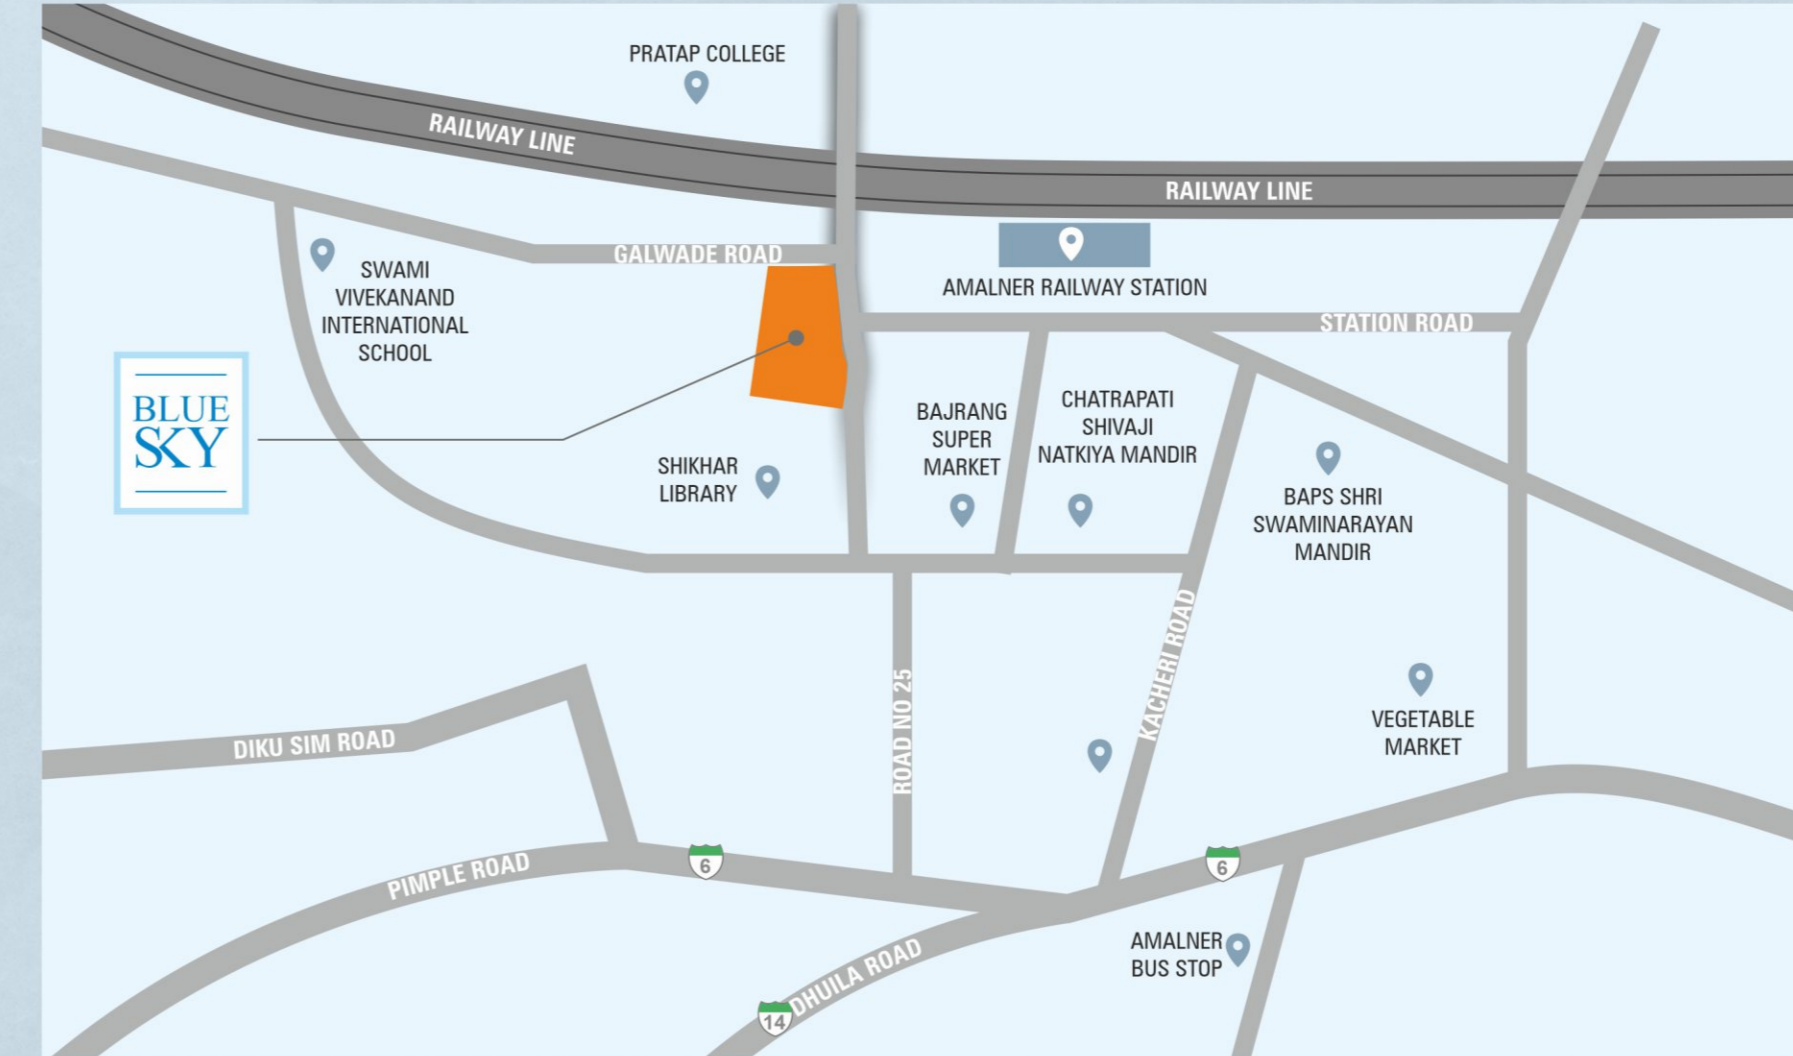 PRATAP COLLEGE
RAILWAY LINE
RAILWAY LINE
GALWADE ROAD
SWAMI
VIVEKANAND
INTERNATIONAL
SCHOOL
AMALNER RAILWAY STATION
STATION ROAD
BLUE
SKY
BAJRANG
SUPER
MARKET
CHATRAPATI
SHIVAJI
NATKIYA MANDIR
SHIKHAR
LIBRARY
BAPS SHRI
SWAMINARAYAN
MANDIR
KACHERI ROAD
ROAD NO 25
VEGETABLE
MARKET
DIKU SIM ROAD
PIMPLE ROAD
6
6
AMALNER
BUS STOP
DHUILA ROAD
14